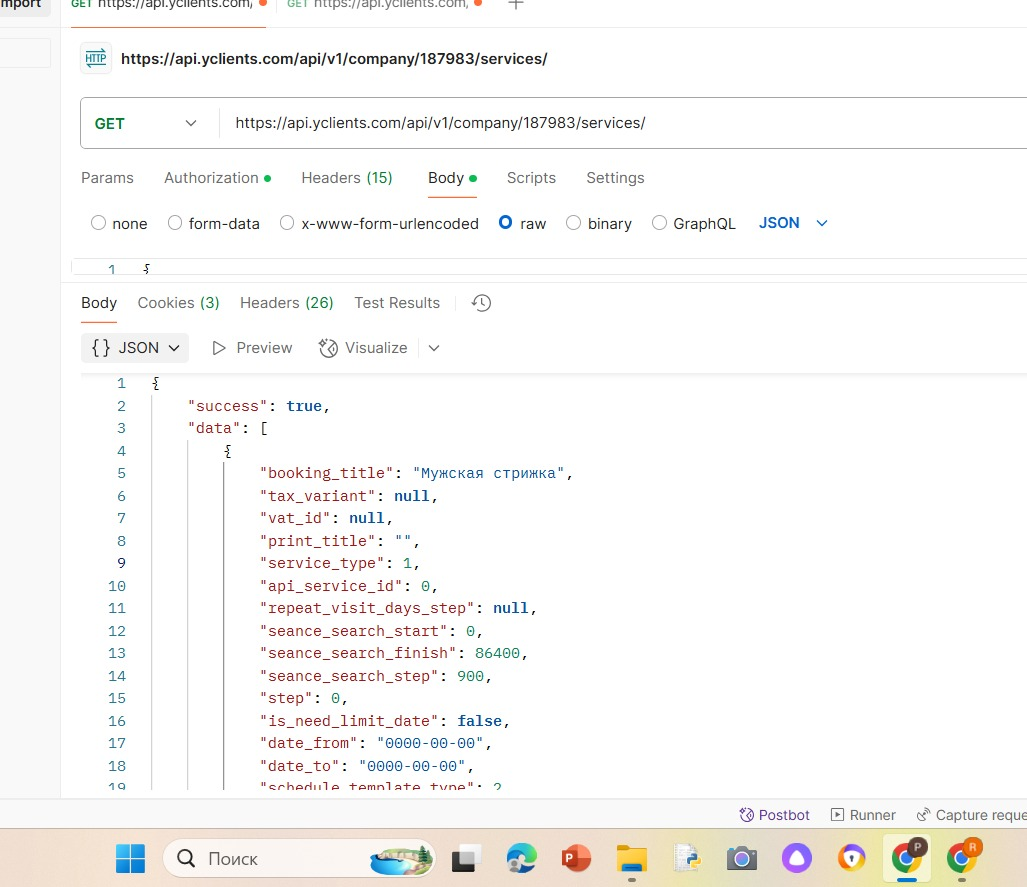 mport
GET https://api.yclients.com/ GET https://api.yclients.com,
HTTP https://api.yclients.com/api/v1/company/187983/services/
GET https://api.yclients.com/api/v1/company/187983/services/
Params Authorization Headers (15) Body Scripts Settings
none form-data x-www-form-urlencoded raw binary GraphQL JSON
1 {
Body Cookies (3) Headers (26) Test Results
{} JSON Preview Visualize
1 {
2 "success": true,
3 "data": [
4 {
5 "booking_title": "Мужская стрижка",
6 "tax_variant": null,
7 "vat_id": null,
8 "print_title": "",
9 "service_type": 1,
10 "api_service_id": 0,
11 "repeat_visit_days_step": null,
12 "seance_search_start": 0,
13 "seance_search_finish": 86400,
14 "seance_search_step": 900,
15 "step": 0,
16 "is_need_limit_date": false,
17 "date_from": "0000-00-00",
18 "date_to": "0000-00-00",
19 "schedule_template_type": 2
Postbot Runner Capture reque
Поиск P P R